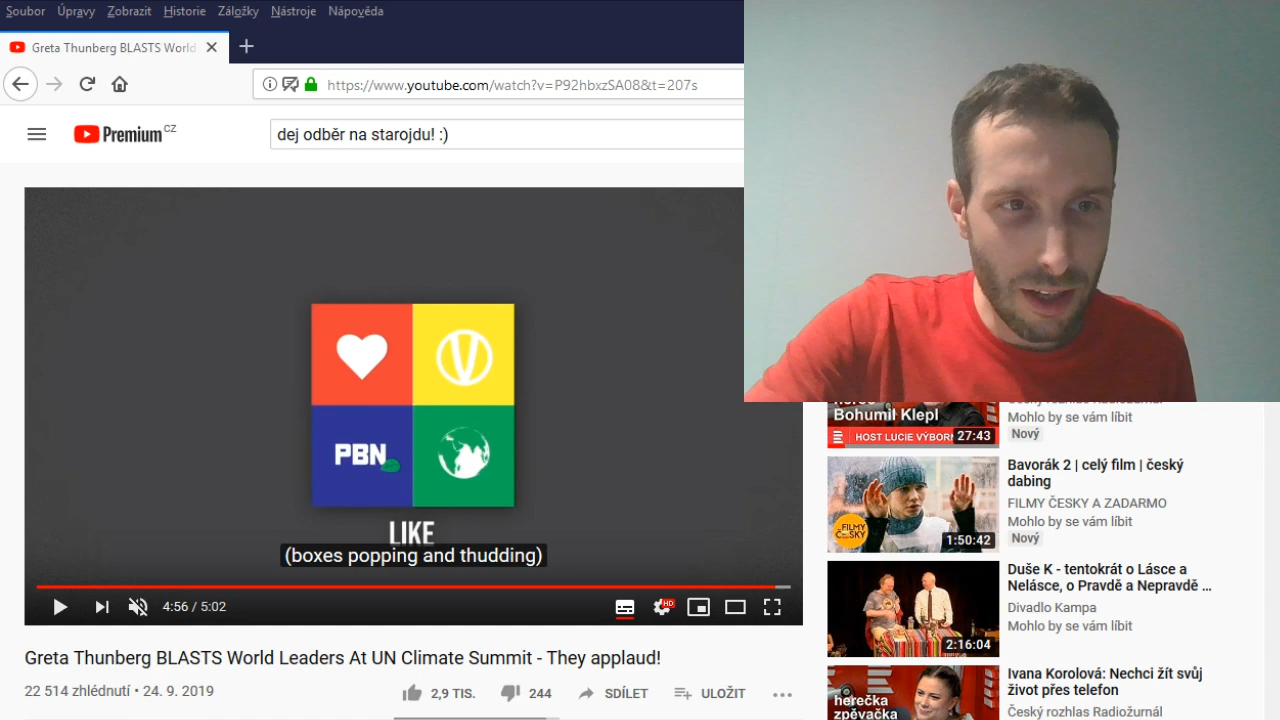 Soubor Úpravy Zobrazit Historie Záložky Nástroje Nápověda
Greta Thunberg BLASTS World
https://www.youtube.com/watch?v=P92hbxzSA08&t=207s
Premium CZ
dej odběr na starojdu! :)
V
PBN
LIKE
(boxes popping and thudding)
4:56 / 5:02
HD
Greta Thunberg BLASTS World Leaders At UN Climate Summit - They applaud!
22 514 zhlédnutí • 24. 9. 2019
2,9 TIS. 244 SDÍLET ULOŽIT
Bohumil Klepl
HOST LUCIE VÝBORN
27:43
Mohlo by se vám líbit
Nový
FILMY ČESKY
1:50:42
Bavorák 2 | celý film | český
dabing
FILMY ČESKY A ZADARMO
Mohlo by se vám líbit
Nový
2:16:04
Duše K - tentokrát o Lásce a
Nelásce, o Pravdě a Nepravdě ...
Divadlo Kampa
Mohlo by se vám líbit
herečka
zpěvačka
Ivana Korolová: Nechci žít svůj
život přes telefon
Český rozhlas Radiožurnál